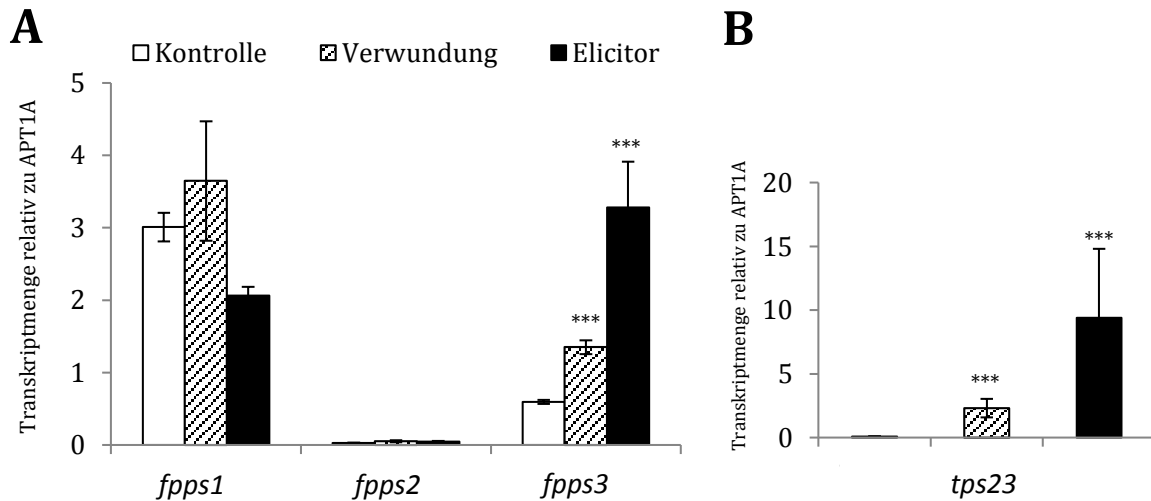 A
B
Kontrolle Verwundung Elicitor
Transkriptmenge relativ zu APT1A
5
4
3
2
1
0
***
***
fpps1 fpps2 fpps3
Transkriptmenge relativ zu APT1A
20
15
10
5
0
***
***
tps23